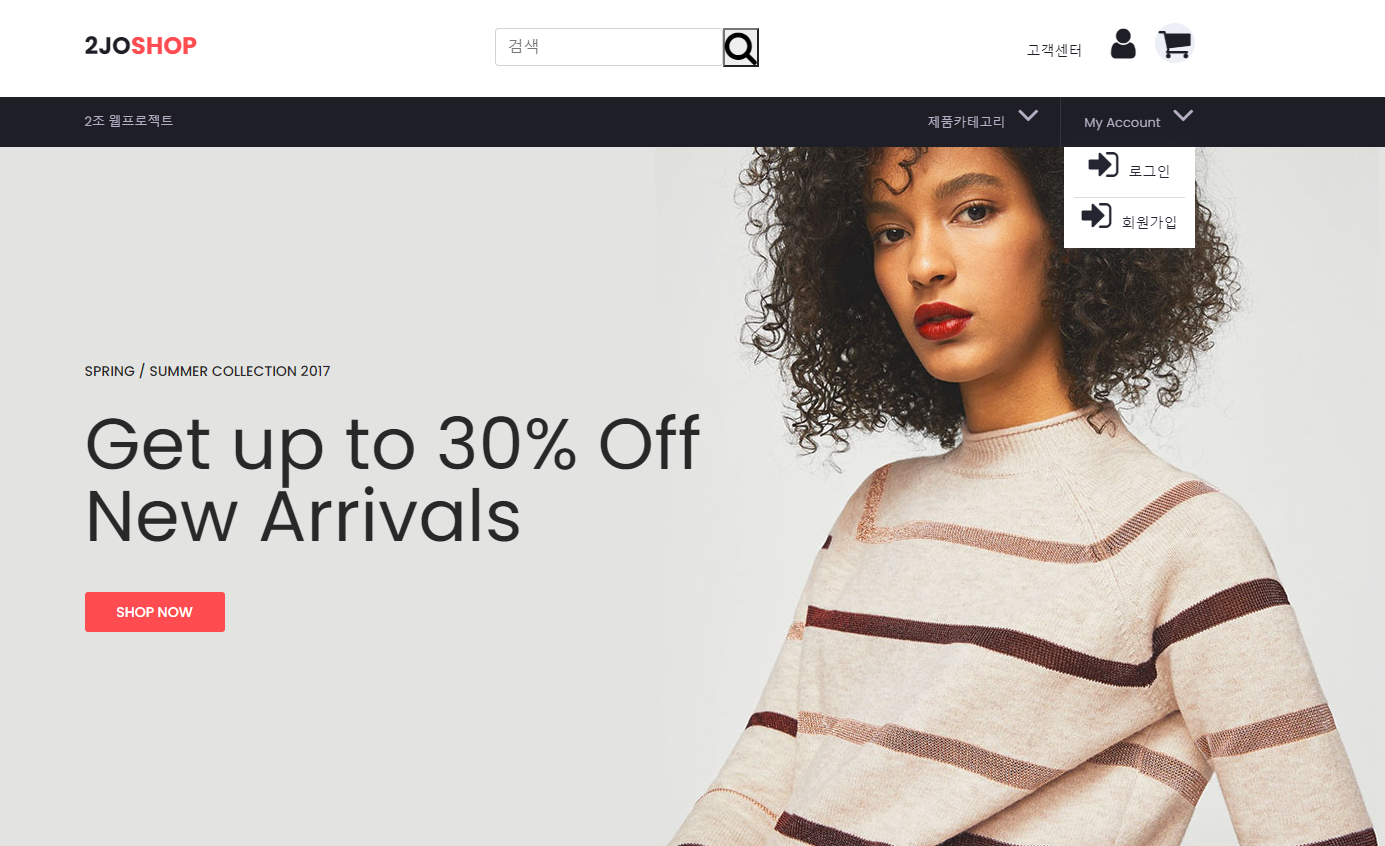 2JOSHOP
검색
고객센터
2조 웹프로젝트
제품카테고리
My Account
로그인
회원가입
SPRING / SUMMER COLLECTION 2017
Get up to 30% Off
New Arrivals
SHOP NOW